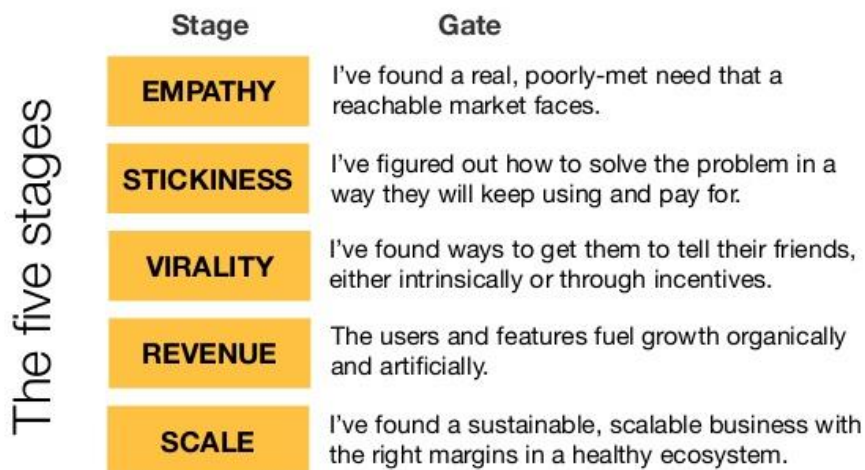 The five stages
Stage
Gate
EMPATHY
I've found a real, poorly-met need that a
reachable market faces.
STICKINESS
I've figured out how to solve the problem in a
way they will keep using and pay for.
VIRALITY
I've found ways to get them to tell their friends,
either intrinsically or through incentives.
REVENUE
The users and features fuel growth organically
and artificially.
SCALE
I've found a sustainable, scalable business with
the right margins in a healthy ecosystem.